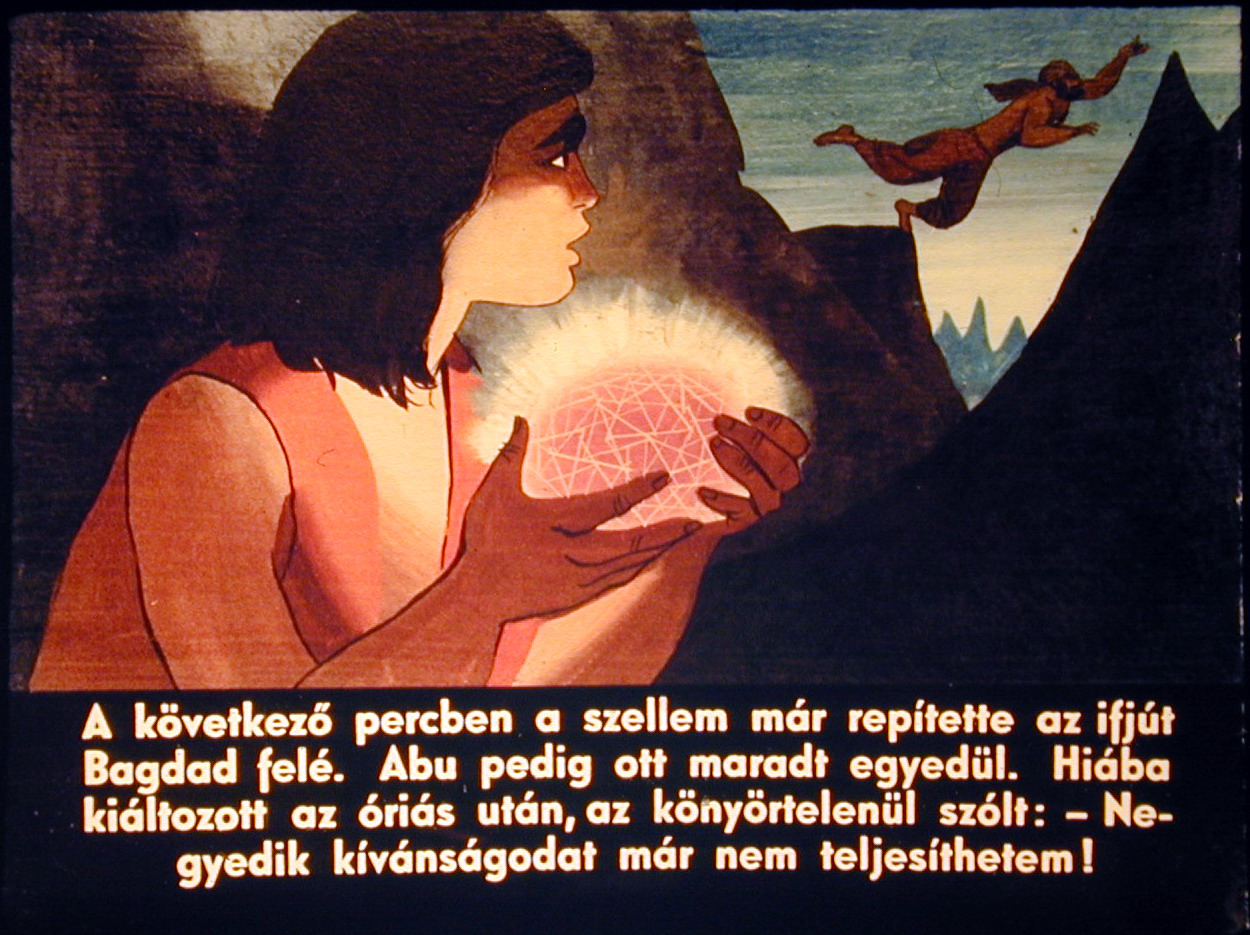 A következő percben a szellem már repítette az ifjút
Bagdad felé. Abu pedig ott maradt egyedül. Hiába
kiáltozott az óriás után, az könyörtelenül szólt: – Ne-
gyedik kívánságodat már nem teljesíthetem!